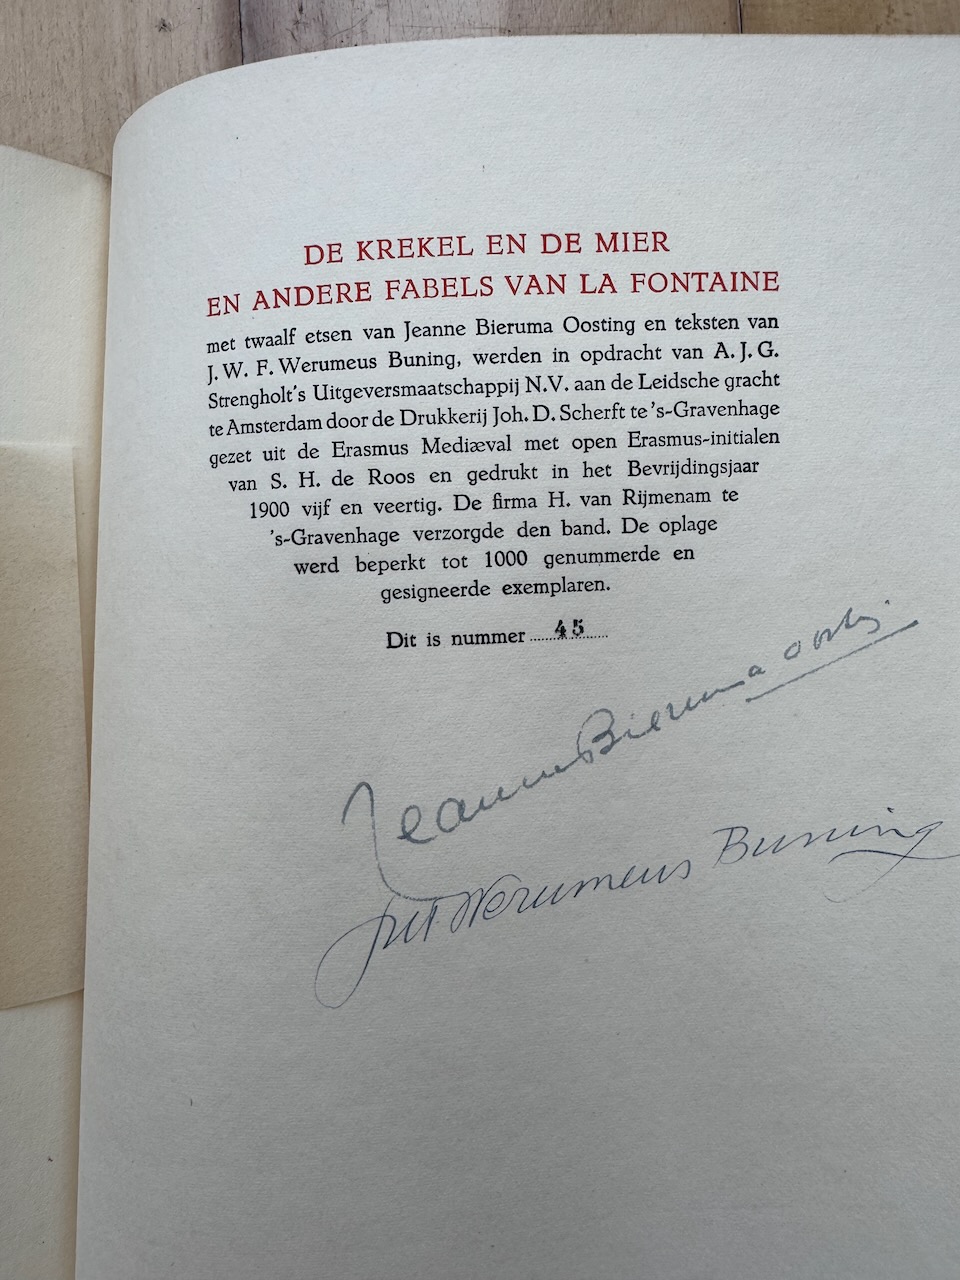 DE KREKEL EN DE MIER
EN ANDERE FABELS VAN LA FONTAINE
met twaalf etsen van Jeanne Bieruma Oosting en teksten van
J. W. F. Werumeus Buning, werden in opdracht van A. J. G.
Strengholt's Uitgeversmaatschappij N.V. aan de Leidsche gracht
te Amsterdam door de Drukkerij Joh. D. Scherft te 's-Gravenhage
gezet uit de Erasmus Mediæval met open Erasmus-initialen
van S. H. de Roos en gedrukt in het Bevrijdingsjaar
1900 vijf en veertig. De firma H. van Rijmenam te
's-Gravenhage verzorgde den band. De oplage
werd beperkt tot 1000 genummerde en
gesigneerde exemplaren.
Dit is nummer 45
Jeanne Bieruma Oosting
JWF Werumeus Buning